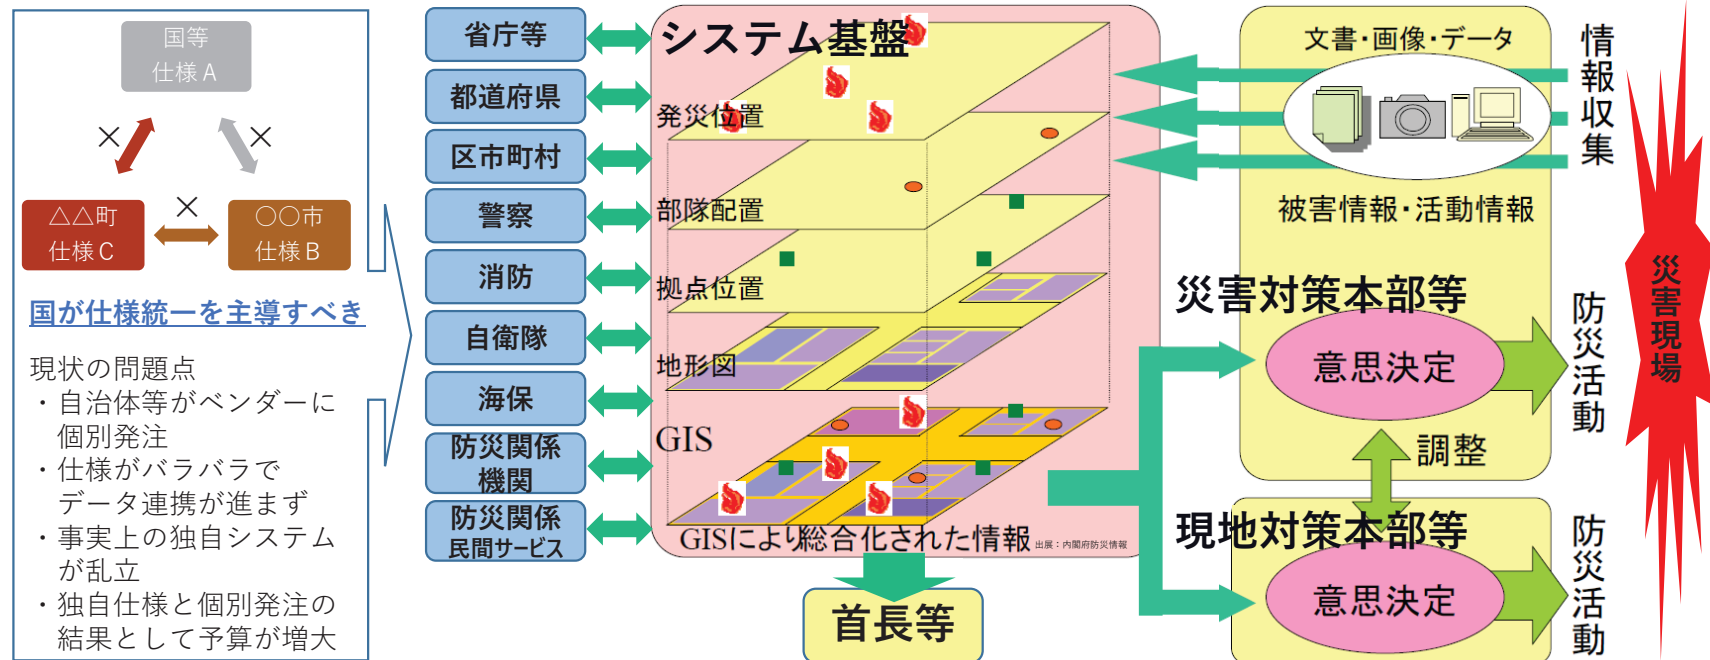 国等
仕様A
×
×
△△町
仕様C
×
○○市
仕様B
国が仕様統一を主導すべき
現状の問題点
・自治体等がベンダーに
個別発注
・仕様がバラバラで
データ連携が進まず
・事実上の独自システム
が乱立
・独自仕様と個別発注の
結果として予算が増大
省庁等
都道府県
区市町村
警察
消防
自衛隊
海保
防災関係
機関
防災関係
民間サービス
システム基盤
発災位置
部隊配置
拠点位置
地形図
GIS
GISにより総合化された情報
出展：内閣府防災情報
首長等
文書・画像・データ
被害情報・活動情報
情報収集
災害対策本部等
意思決定
防災活動
調整
現地対策本部等
意思決定
防災活動
災害現場